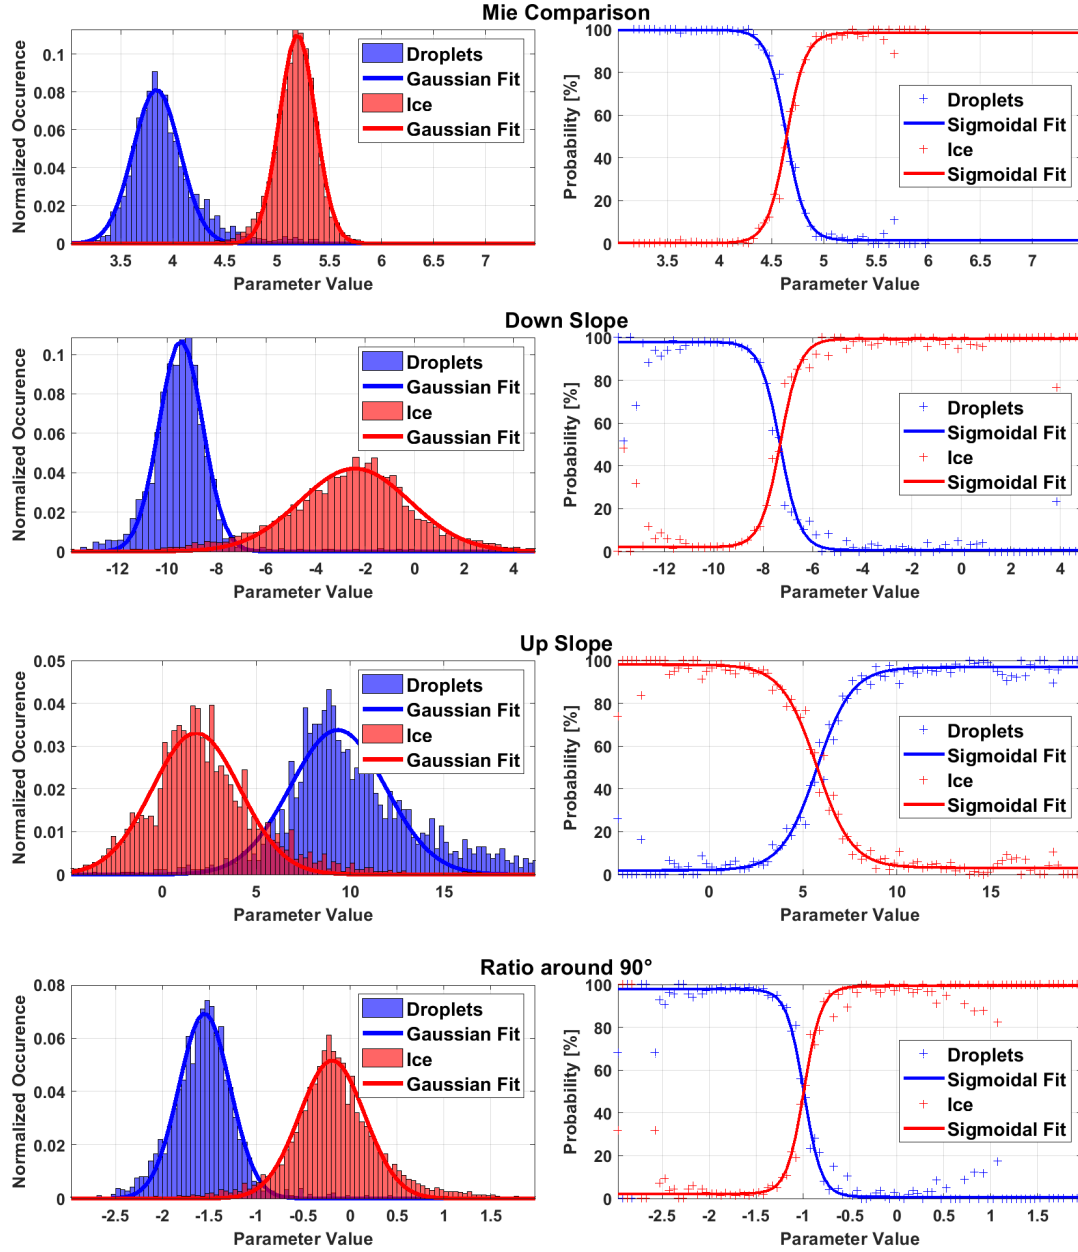 Mie Comparison
Normalized Occurence
0.1
0.08
0.06
0.04
0.02
0
3.5 4 4.5 5 5.5 6 6.5 7
Parameter Value
Droplets
Gaussian Fit
Ice
Gaussian Fit
Probability [%]
100
80
60
40
20
0
3.5 4 4.5 5 5.5 6 6.5 7
Parameter Value
Droplets
Sigmoidal Fit
Ice
Sigmoidal Fit
Down Slope
Normalized Occurence
0.1
0.08
0.06
0.04
0.02
0
-12 -10 -8 -6 -4 -2 0 2 4
Parameter Value
Droplets
Gaussian Fit
Ice
Gaussian Fit
Probability [%]
100
80
60
40
20
0
-12 -10 -8 -6 -4 -2 0 2 4
Parameter Value
Droplets
Sigmoidal Fit
Ice
Sigmoidal Fit
Up Slope
Normalized Occurence
0.05
0.04
0.03
0.02
0.01
0
0 5 10 15
Parameter Value
Droplets
Gaussian Fit
Ice
Gaussian Fit
Probability [%]
100
80
60
40
20
0
0 5 10 15
Parameter Value
Droplets
Sigmoidal Fit
Ice
Sigmoidal Fit
Ratio around 90°
Normalized Occurence
0.08
0.06
0.04
0.02
0
-2.5 -2 -1.5 -1 -0.5 0 0.5 1 1.5
Parameter Value
Droplets
Gaussian Fit
Ice
Gaussian Fit
Probability [%]
100
80
60
40
20
0
-2.5 -2 -1.5 -1 -0.5 0 0.5 1 1.5
Parameter Value
Droplets
Sigmoidal Fit
Ice
Sigmoidal Fit